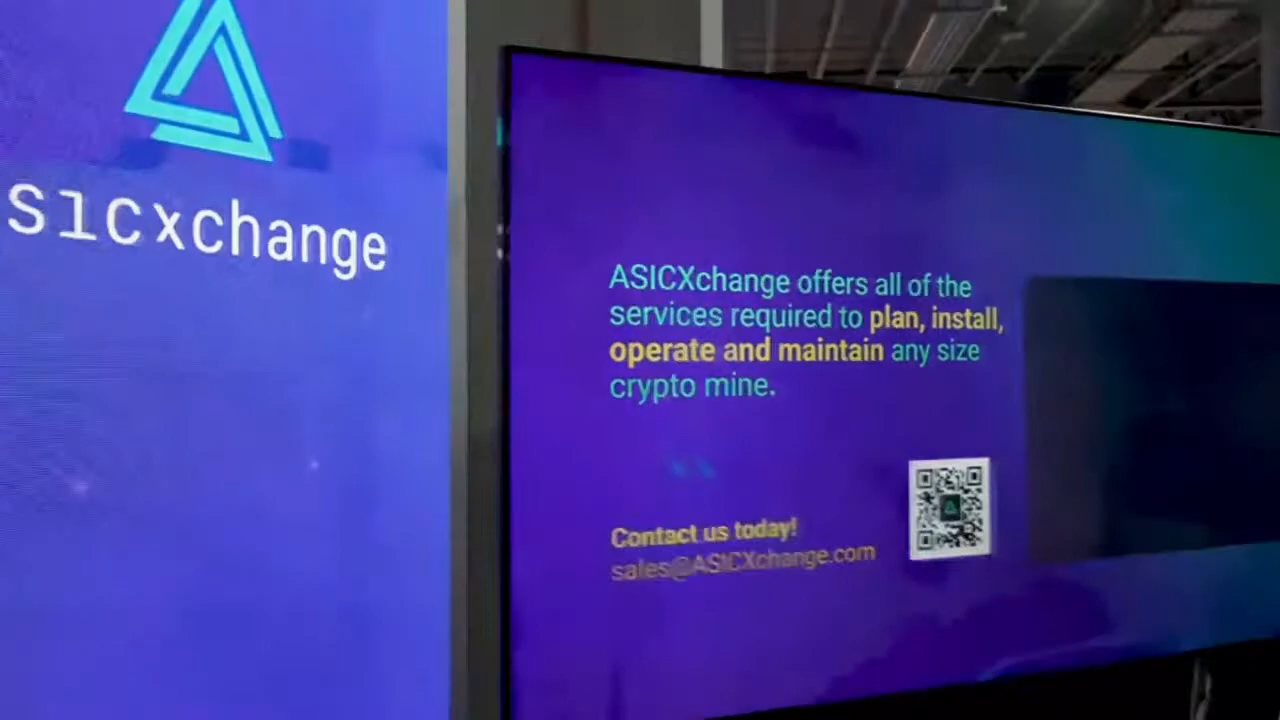 sicxchange
ASICXchange offers all of the
services required to plan, install,
operate and maintain any size
crypto mine.
Contact us today!
sales@ASICXchange.com